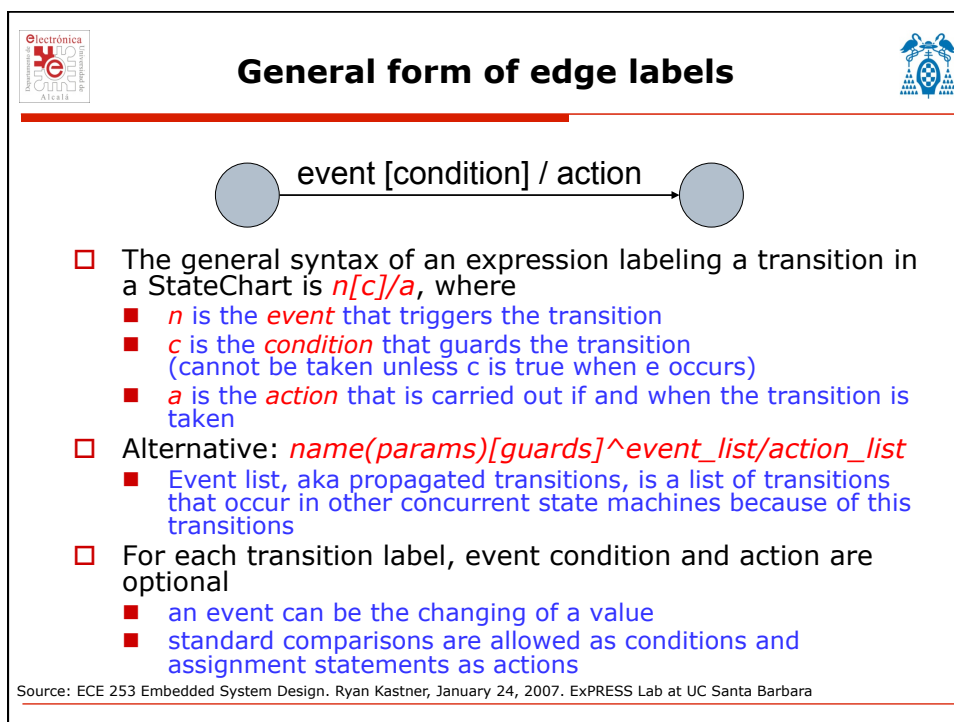 electrónica
Departamento de
Universidad de
e
Alcalá
General form of edge labels
event [condition] / action
The general syntax of an expression labeling a transition in
a StateChart is n[c]/a, where
n is the event that triggers the transition
c is the condition that guards the transition
(cannot be taken unless c is true when e occurs)
a is the action that is carried out if and when the transition is
taken
Alternative: name(params)[guards]^event_list/action_list
Event list, aka propagated transitions, is a list of transitions
that occur in other concurrent state machines because of this
transitions
For each transition label, event condition and action are
optional
an event can be the changing of a value
standard comparisons are allowed as conditions and
assignment statements as actions
Source: ECE 253 Embedded System Design. Ryan Kastner, January 24, 2007. ExPRESS Lab at UC Santa Barbara